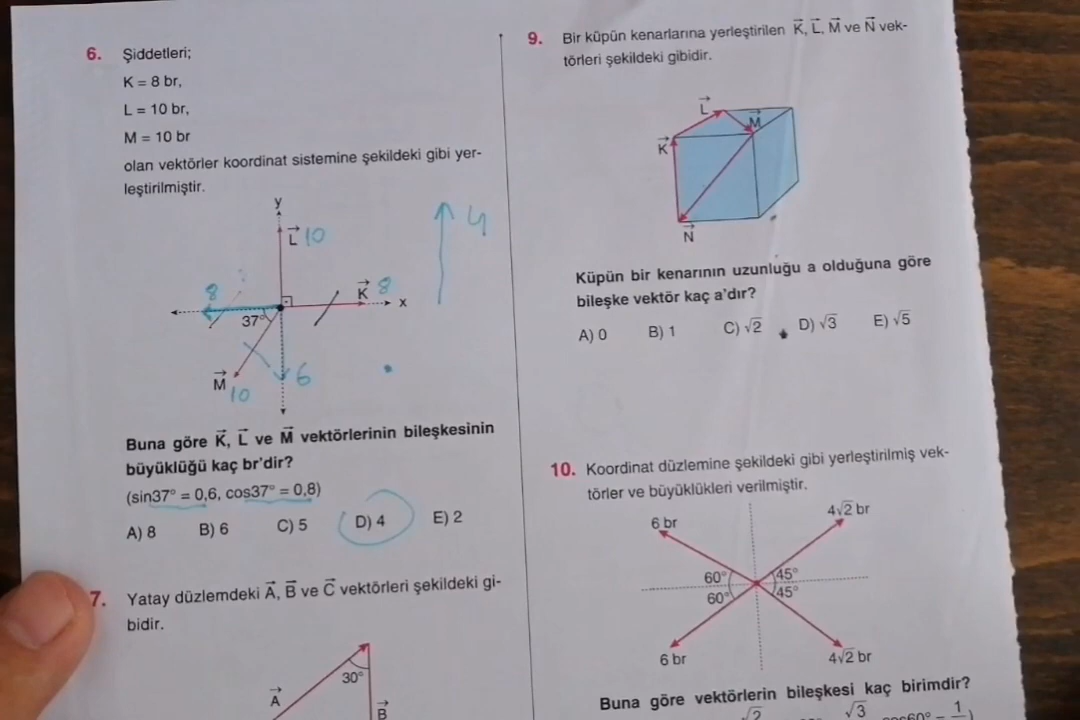 6. Şiddetleri;
K = 8 br,
L = 10 br,
M = 10 br
olan vektörler koordinat sistemine şekildeki gibi yer-
leştirilmiştir.
y
L 10
8
K 8
x
4
37°
M
10
6
Buna göre K, L ve M vektörlerinin bileşkesinin
büyüklüğü kaç br'dir?
(sin37° = 0,6, cos37° = 0,8)
A) 8 B) 6 C) 5 D) 4 E) 2
7. Yatay düzlemdeki A, B ve C vektörleri şekildeki gi-
bidir.
30°
A
B
9. Bir küpün kenarlarına yerleştirilen K, L, M ve N vek-
törleri şekildeki gibidir.
L
M
K
N
Küpün bir kenarının uzunluğu a olduğuna göre
bileşke vektör kaç a'dır?
A) 0 B) 1 C) √2 D) √3 E) √5
10. Koordinat düzlemine şekildeki gibi yerleştirilmiş vek-
törler ve büyüklükleri verilmiştir.
6 br
4√2 br
60° 45°
60° 45°
6 br
4√2 br
Buna göre vektörlerin bileşkesi kaç birimdir?